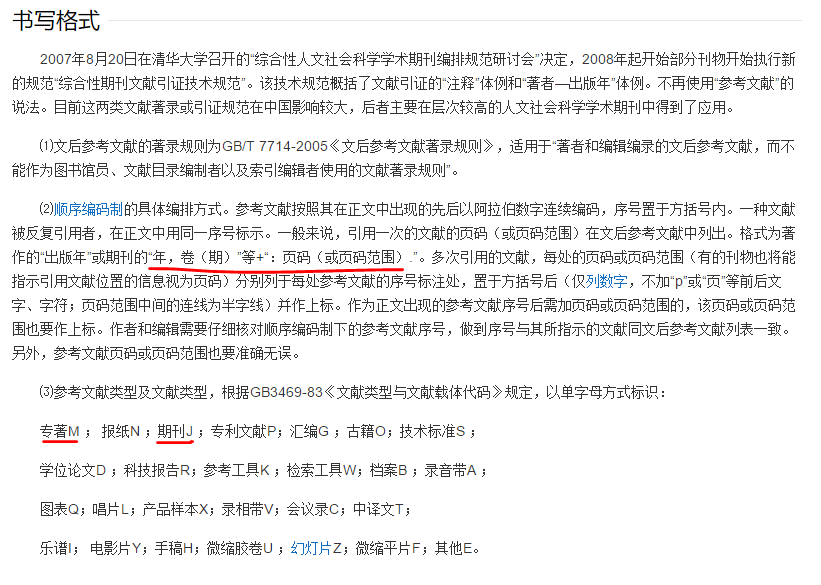 书写格式
2007年8月20日在清华大学召开的“综合性人文社会科学学术期刊编排规范研讨会”决定，2008年起开始部分刊物开始执行新
的规范“综合性期刊文献引证技术规范”。该技术规范概括了文献引证的“注释”体例和“著者—出版年”体例。不再使用“参考文献”的
说法。目前这两类文献著录或引证规范在中国影响较大，后者主要在层次较高的人文社会科学学术期刊中得到了应用。
⑴文后参考文献的著录规则为GB/T 7714-2005《文后参考文献著录规则》，适用于“著者和编辑编录的文后参考文献，而不
能作为图书馆员、文献目录编制者以及索引编辑者使用的文献著录规则”。
⑵顺序编码制的具体编排方式。参考文献按照其在正文中出现的先后以阿拉伯数字连续编码，序号置于方括号内。一种文献
被反复引用者，在正文中用同一序号标示。一般来说，引用一次的文献的页码（或页码范围）在文后参考文献中列出。格式为著
作的“出版年”或期刊的“年，卷（期）”等+“：页码（或页码范围）.”。多次引用的文献，每处的页码或页码范围（有的刊物也将能
指示引用文献位置的信息视为页码）分别列于每处参考文献的序号标注处，置于方括号后（仅列数字，不加“p”或“页”等前后文
字、字符；页码范围中间的连线为半字线）并作上标。作为正文出现的参考文献序号后需加页码或页码范围的，该页码或页码范
围也要作上标。作者和编辑需要仔细核对顺序编码制下的参考文献序号，做到序号与其所指示的文献同文后参考文献列表一致。
另外，参考文献页码或页码范围也要准确无误。
⑶参考文献类型及文献类型，根据GB3469-83《文献类型与文献载体代码》规定，以单字母方式标识：
专著M ； 报纸N ；期刊J ；专利文献P；汇编G ；古籍O；技术标准S ；
学位论文D ；科技报告R；参考工具K ；检索工具W；档案B ；录音带A ；
图表Q；唱片L；产品样本X；录相带V；会议录C；中译文T；
乐谱I； 电影片Y；手稿H；微缩胶卷U ；幻灯片Z；微缩平片F；其他E。